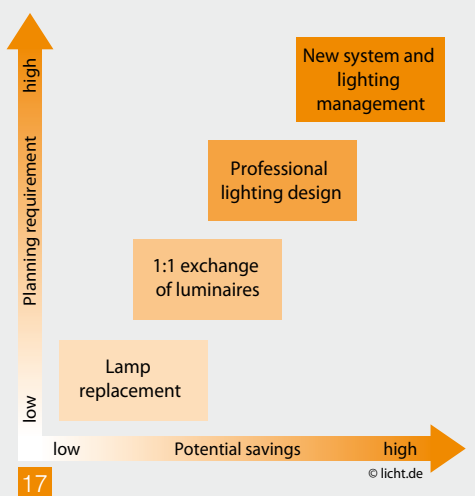 high
Planning requirement
low
New system and
lighting
management
Professional
lighting design
1:1 exchange
of luminaires
Lamp
replacement
low Potential savings high
© licht.de
17